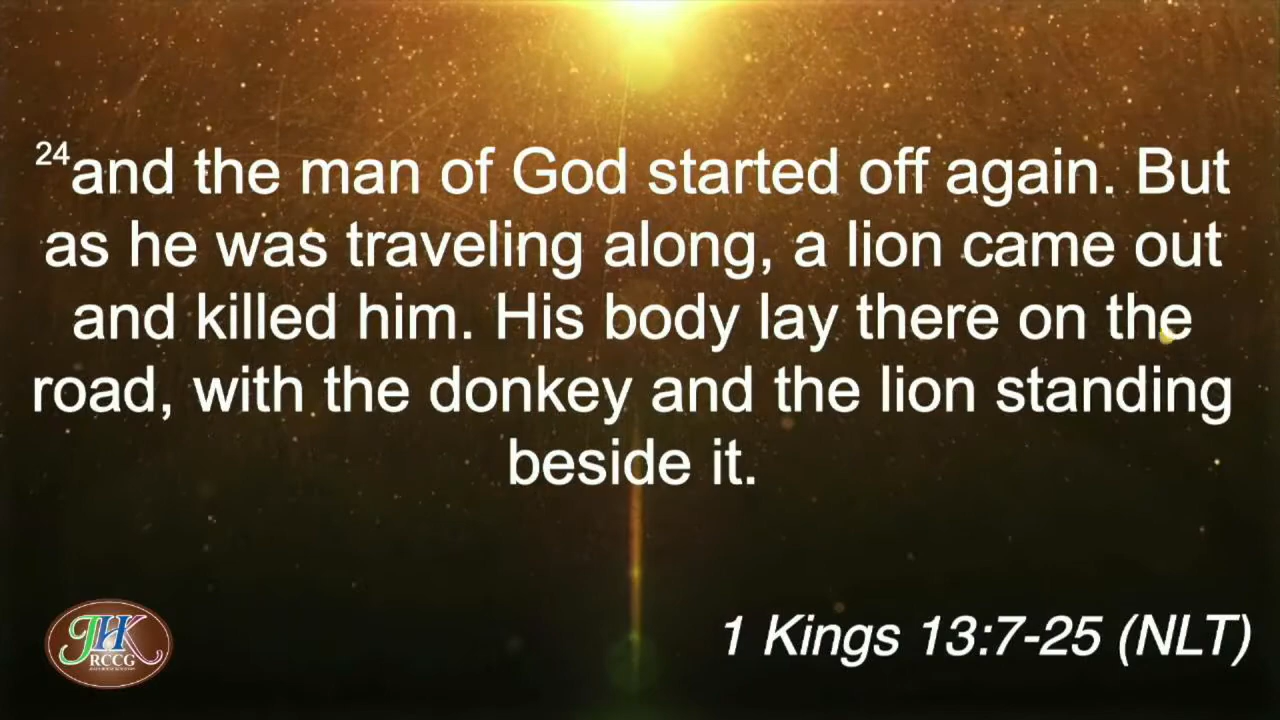 24and the man of God started off again. But
as he was traveling along, a lion came out
and killed him. His body lay there on the
road, with the donkey and the lion standing
beside it.
1 Kings 13:7-25 (NLT)
JHK
RCCG